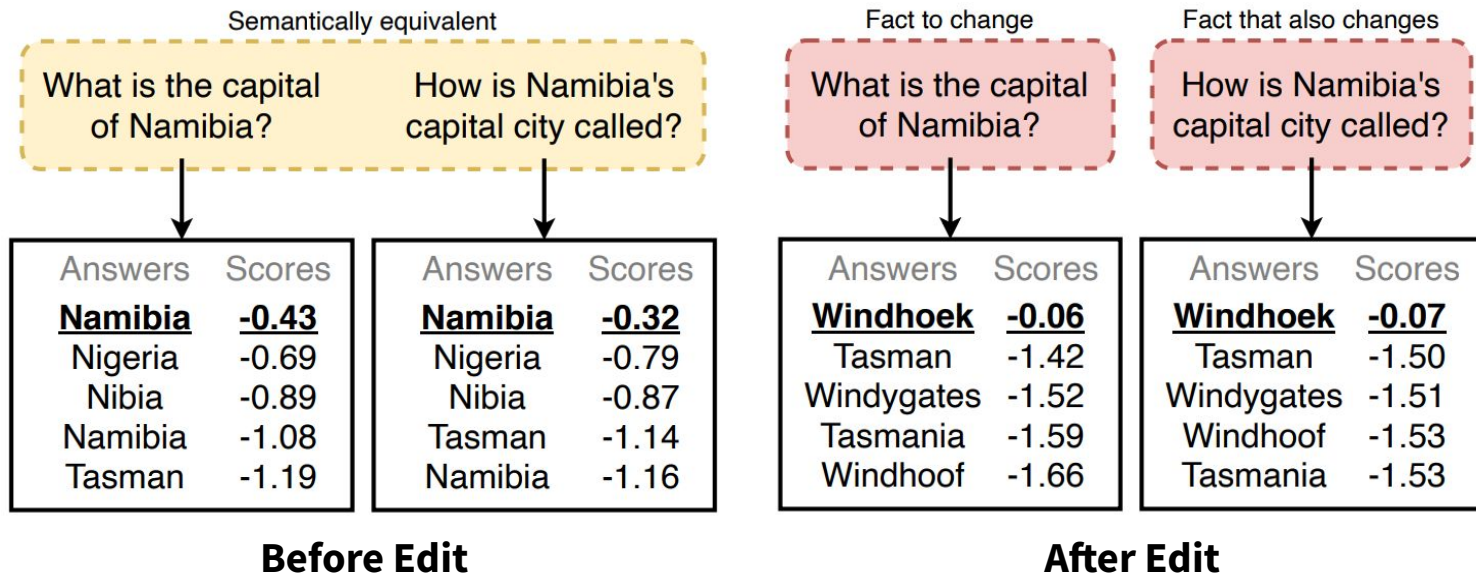 Semantically equivalent
What is the capital
of Namibia?
How is Namibia's
capital city called?
Answers Scores
Namibia -0.43
Nigeria -0.69
Nibia -0.89
Namibia -1.08
Tasman -1.19
Answers Scores
Namibia -0.32
Nigeria -0.79
Nibia -0.87
Tasman -1.14
Namibia -1.16
Before Edit
Fact to change
What is the capital
of Namibia?
Fact that also changes
How is Namibia's
capital city called?
Answers Scores
Windhoek -0.06
Tasman -1.42
Windygates -1.52
Tasmania -1.59
Windhoof -1.66
Answers Scores
Windhoek -0.07
Tasman -1.50
Windygates -1.51
Windhoof -1.53
Tasmania -1.53
After Edit